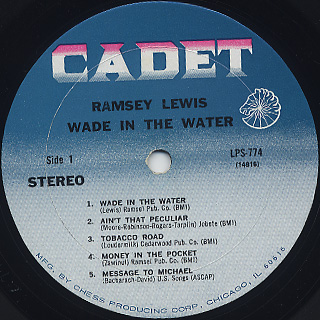 CADET
RAMSEY LEWIS
WADE IN THE WATER
Side 1
LPS-774
(14816)
STEREO
1. WADE IN THE WATER
(Lewis) Ramsel Pub. Co. (BMI)
2. AIN'T THAT PECULIAR
(Moore-Robinson-Rogers-Tarplin) Jobete (BMI)
3. TOBACCO ROAD
(Loudermilk) Cedarwood Pub. Co. (BMI)
4. MONEY IN THE POCKET
(Zawinul) Ramsel Pub. Co. (BMI)
5. MESSAGE TO MICHAEL
(Bacharach-David) U.S. Songs (ASCAP)
MFG. BY CHESS PRODUCING CORP., CHICAGO, IL 60616